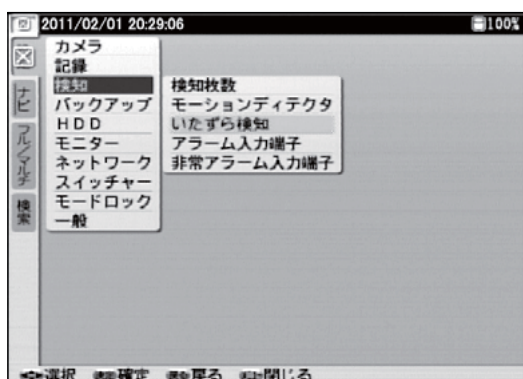 2011/02/01 20:29:06
100%
カメラ
記録
検知
検知枚数
バックアップ
モーションディテクタ
HDD
いたずら検知
モニター
アラーム入力端子
ネットワーク
非常アラーム入力端子
スイッチャー
モードロック
一般
ナビ
フル/マルチ
検索
選択 確定 戻る 閉じる